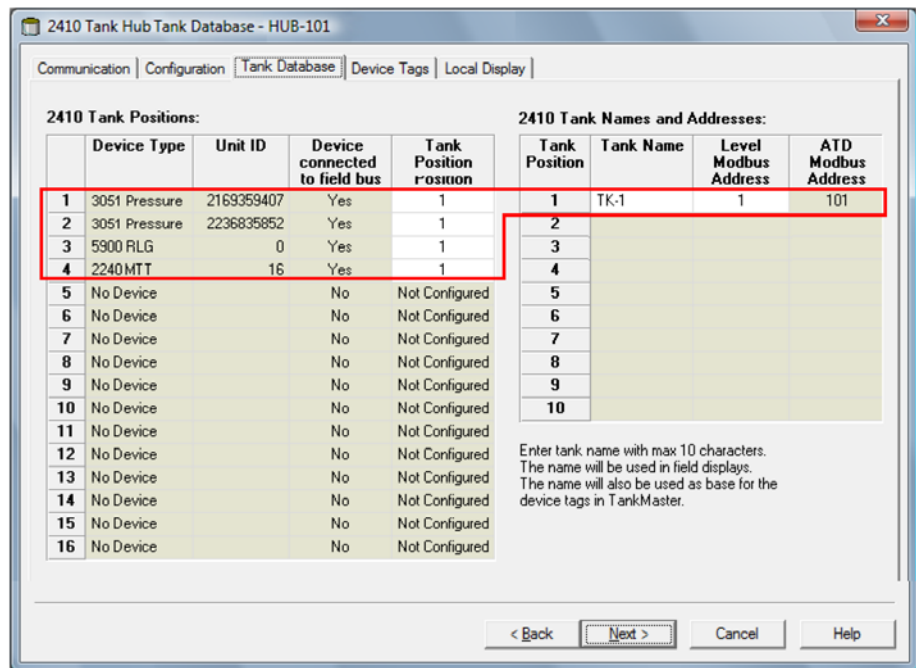 2410 Tank Hub Tank Database - HUB-101
Communication Configuration Tank Database Device Tags Local Display
2410 Tank Positions:
Device Type Unit ID Device connected to field bus Tank Position Position
1 3051 Pressure 2169359407 Yes 1
2 3051 Pressure 2236835852 Yes 1
3 5900 RLG 0 Yes 1
4 2240 MTT 16 Yes 1
5 No Device No Not Configured
6 No Device No Not Configured
7 No Device No Not Configured
8 No Device No Not Configured
9 No Device No Not Configured
10 No Device No Not Configured
11 No Device No Not Configured
12 No Device No Not Configured
13 No Device No Not Configured
14 No Device No Not Configured
15 No Device No Not Configured
16 No Device No Not Configured
2410 Tank Names and Addresses:
Tank Position Tank Name Level Modbus Address ATD Modbus Address
1 TK-1 1 101
2
3
4
5
6
7
8
9
10
Enter tank name with max 10 characters.
The name will be used in field displays.
The name will also be used as base for the
device tags in TankMaster.
< Back Next > Cancel Help